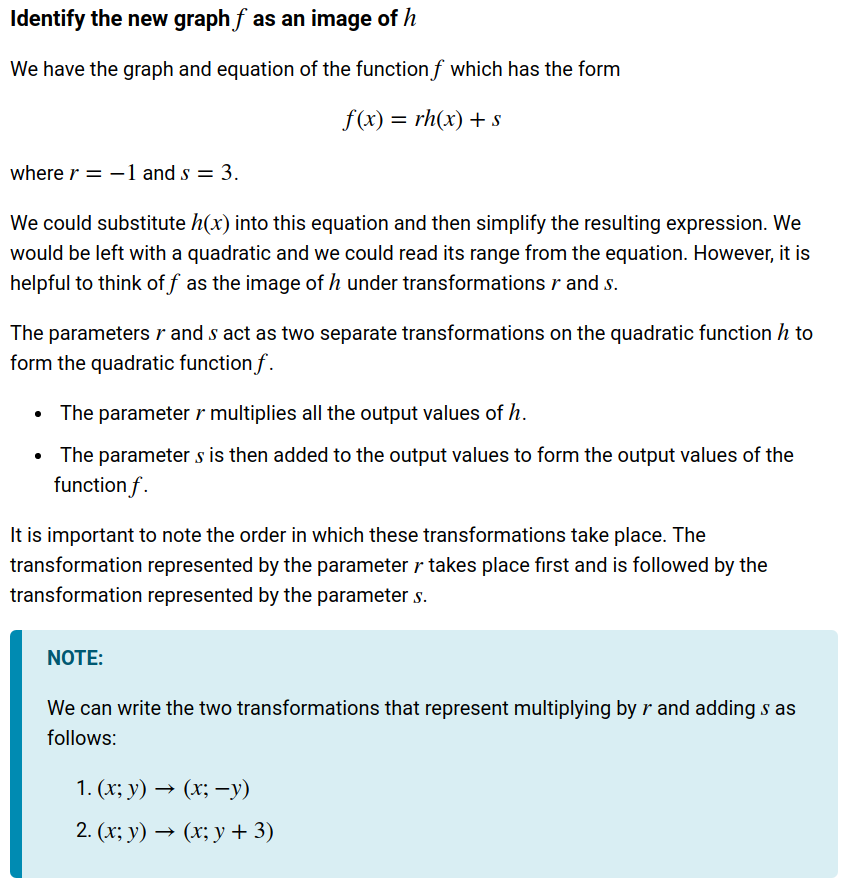 Identify the new graph f as an image of h
We have the graph and equation of the function f which has the form
f(x) = rh(x) + s
where r = −1 and s = 3.
We could substitute h(x) into this equation and then simplify the resulting expression. We
would be left with a quadratic and we could read its range from the equation. However, it is
helpful to think of f as the image of h under transformations r and s.
The parameters r and s act as two separate transformations on the quadratic function h to
form the quadratic function f.
• The parameter r multiplies all the output values of h.
• The parameter s is then added to the output values to form the output values of the
function f.
It is important to note the order in which these transformations take place. The
transformation represented by the parameter r takes place first and is followed by the
transformation represented by the parameter s.
NOTE:
We can write the two transformations that represent multiplying by r and adding s as
follows:
1. (x; y) → (x; −y)
2. (x; y) → (x; y + 3)